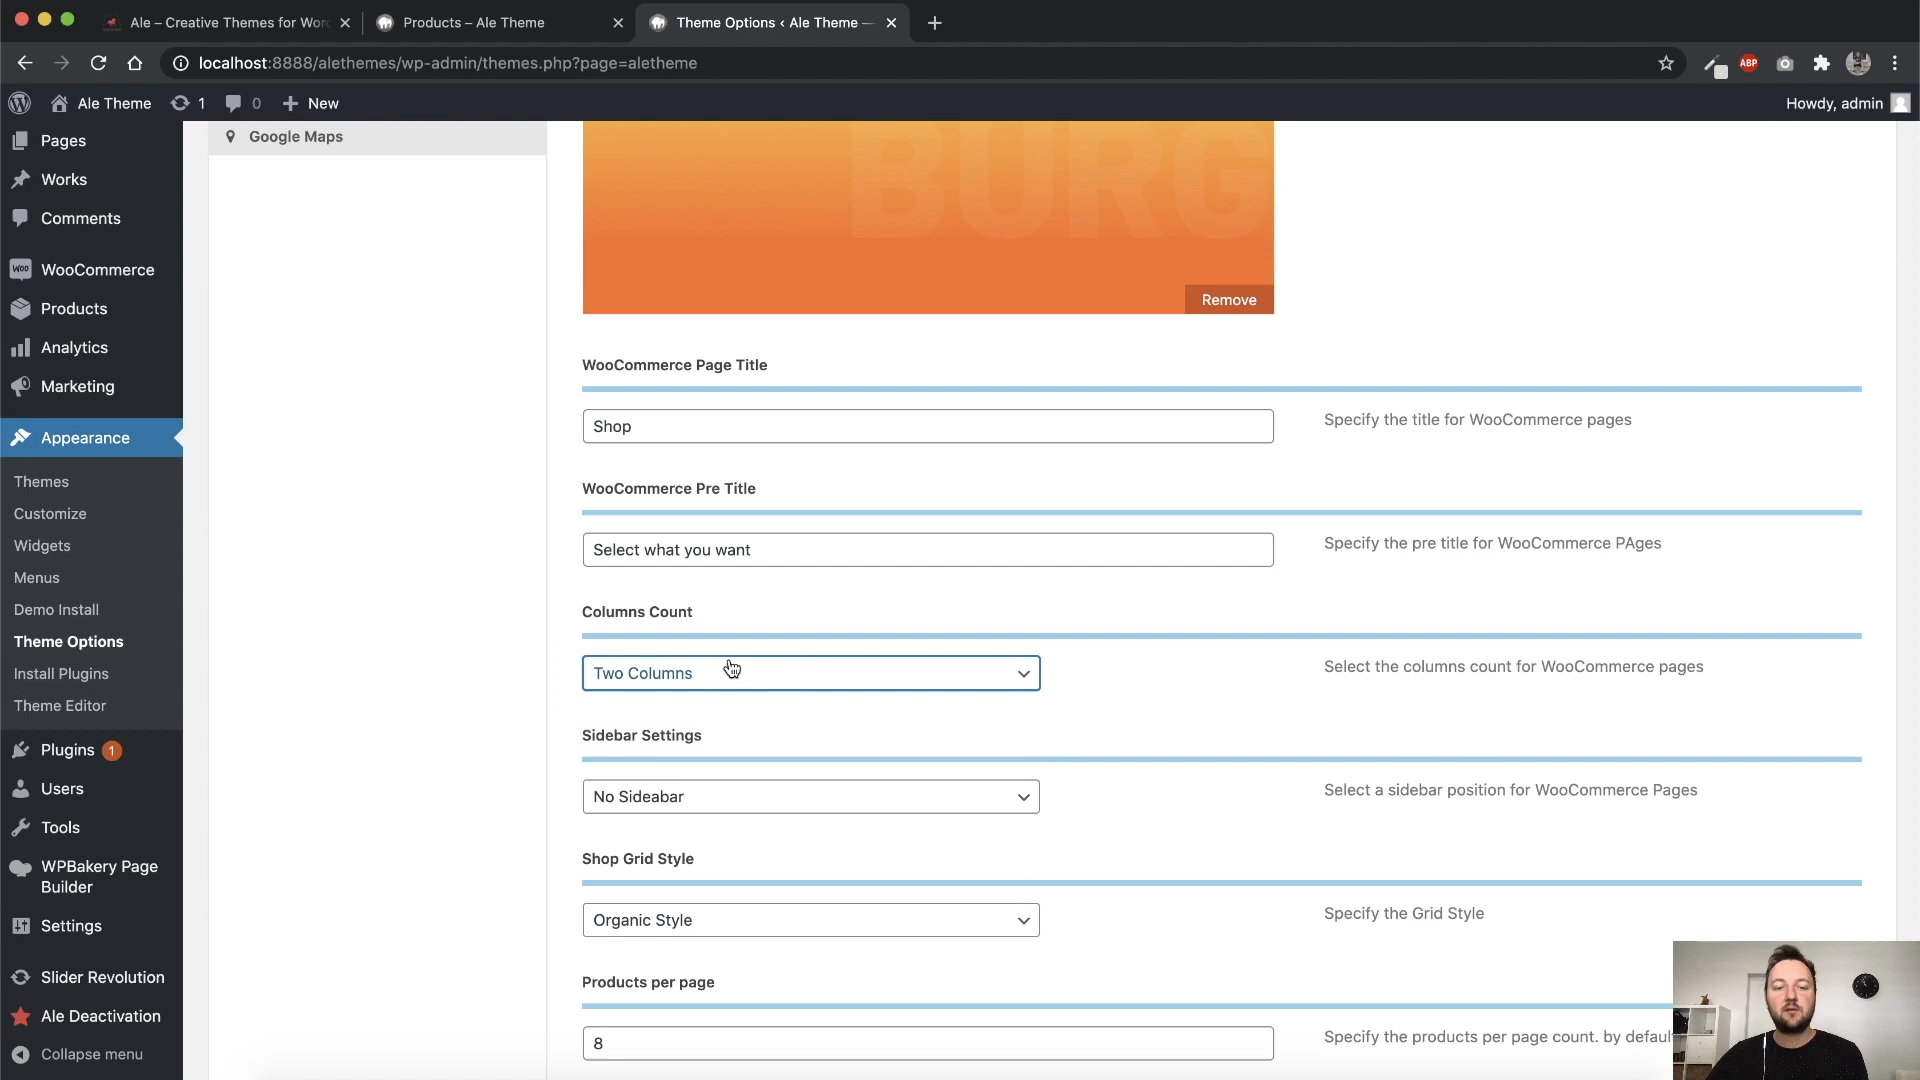 Ale – Creative Themes for Wor
Products – Ale Theme
Theme Options ‹ Ale Theme —
localhost:8888/alethemes/wp-admin/themes.php?page=aletheme
ABP
Ale Theme
1
0
New
Howdy, admin
Pages
Works
Comments
Woo
WooCommerce
Products
Analytics
Marketing
Appearance
Themes
Customize
Widgets
Menus
Demo Install
Theme Options
Install Plugins
Theme Editor
Plugins 1
Users
Tools
WPBakery Page
Builder
Settings
Slider Revolution
Ale Deactivation
Collapse menu
Google Maps
BURG
Remove
WooCommerce Page Title
Shop
Specify the title for WooCommerce pages
WooCommerce Pre Title
Select what you want
Specify the pre title for WooCommerce PAges
Columns Count
Two Columns
Select the columns count for WooCommerce pages
Sidebar Settings
No Sideabar
Select a sidebar position for WooCommerce Pages
Shop Grid Style
Organic Style
Specify the Grid Style
Products per page
8
Specify the products per page count. by defaul